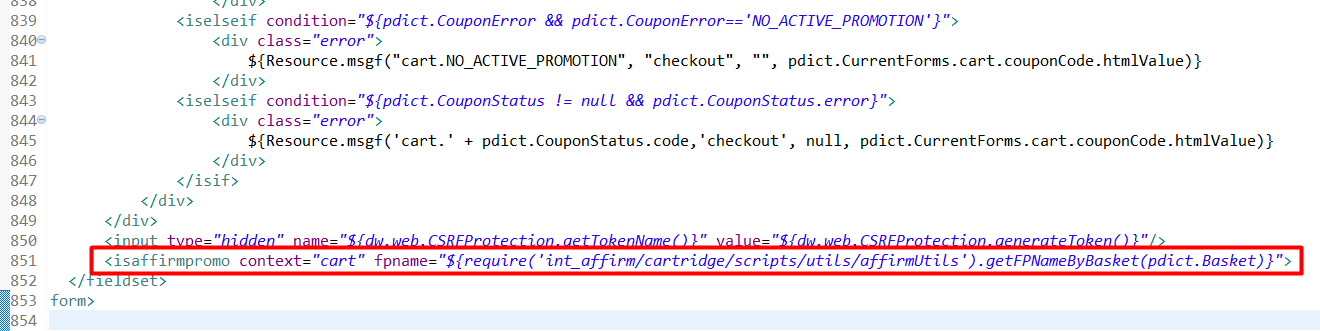 838 </div>
839 <iselseif condition="${pdict.CouponError && pdict.CouponError=='NO_ACTIVE_PROMOTION'}">
840 <div class="error">
841 ${Resource.msgf("cart.NO_ACTIVE_PROMOTION", "checkout", "", pdict.CurrentForms.cart.couponCode.htmlValue)}
842 </div>
843 <iselseif condition="${pdict.CouponStatus != null && pdict.CouponStatus.error}">
844 <div class="error">
845 ${Resource.msgf('cart.' + pdict.CouponStatus.code,'checkout', null, pdict.CurrentForms.cart.couponCode.htmlValue)}
846 </div>
847 </isif>
848 </div>
849 </div>
850 <input type="hidden" name="${dw.web.CSRFProtection.getTokenName()}" value="${dw.web.CSRFProtection.generateToken()}"/>
851 <isaffirmpromo context="cart" fpname="${require('int_affirm/cartridge/scripts/utils/affirmUtils').getFPNameByBasket(pdict.Basket)}">
852 </fieldset>
853 form>
854